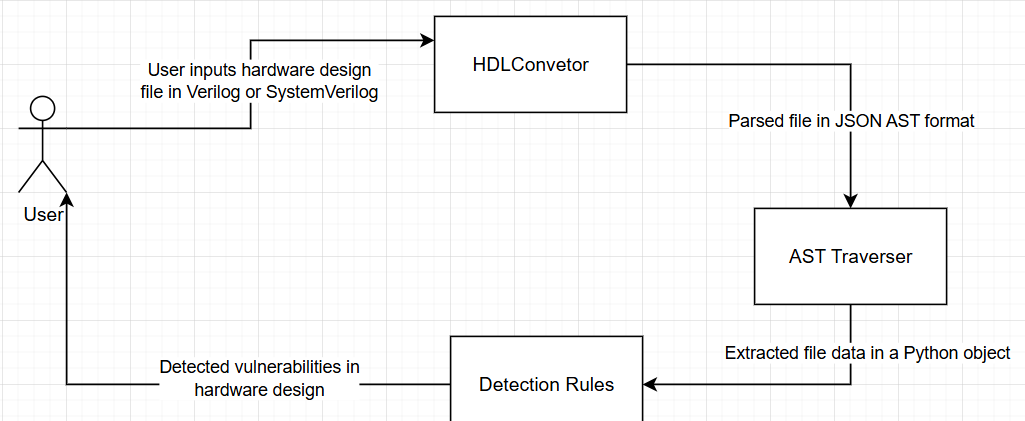 HDLConvetor
User inputs hardware design
file in Verilog or SystemVerilog
Parsed file in JSON AST format
User
AST Traverser
Extracted file data in a Python object
Detected vulnerabilities in
hardware design
Detection Rules